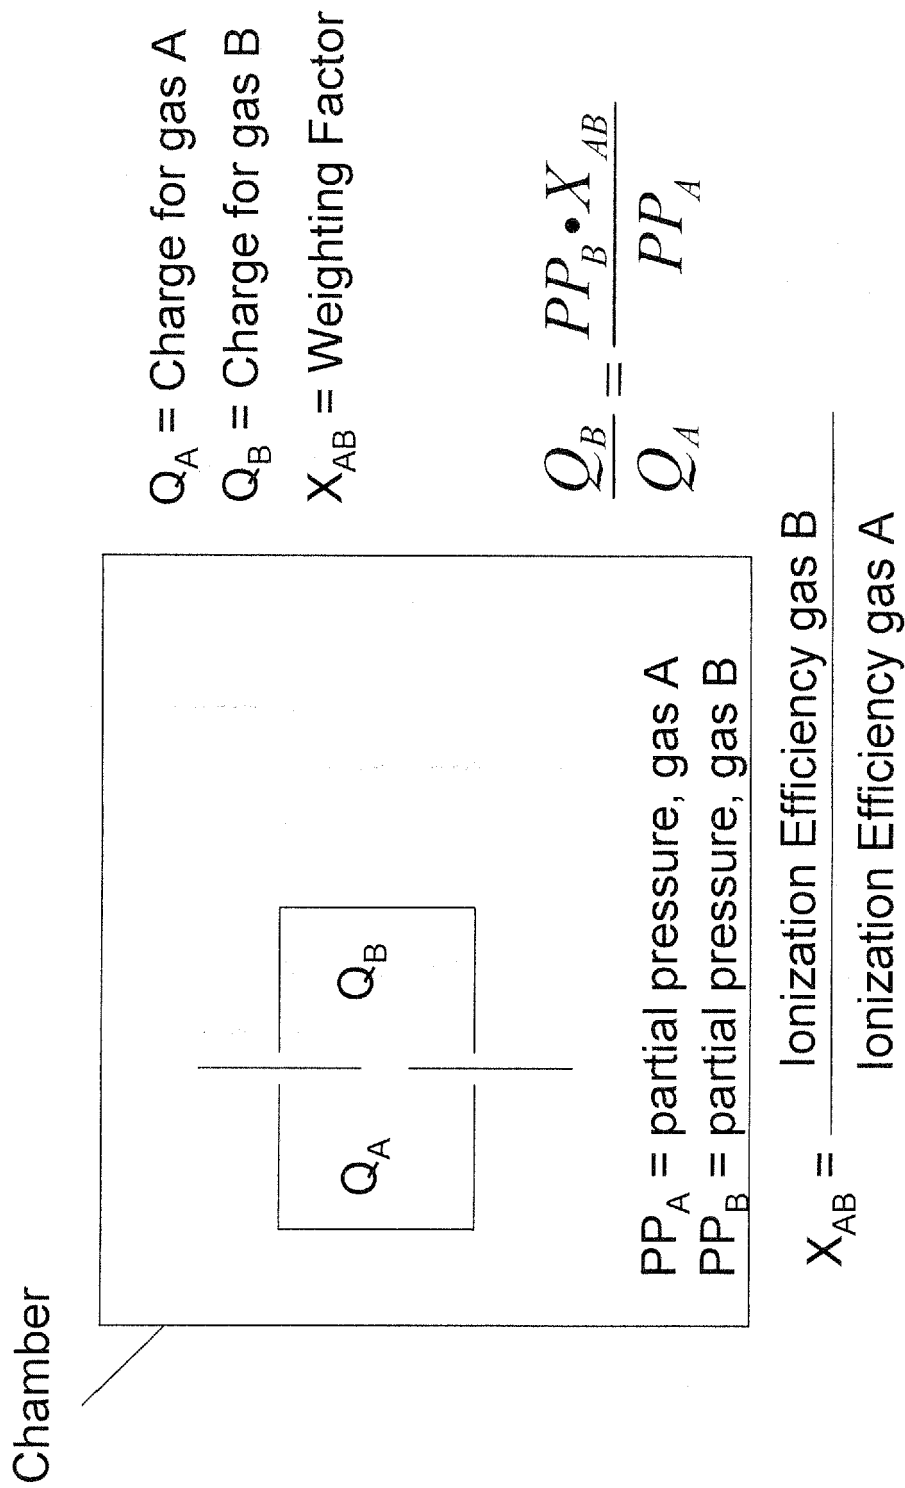 Chamber
Q_A = Charge for gas A
Q_B = Charge for gas B
X_AB = Weighting Factor
Q_A
Q_B
Q_B / Q_A = PP_B • X_AB / PP_A
PP_A = partial pressure, gas A
PP_B = partial pressure, gas B
X_AB = Ionization Efficiency gas B / Ionization Efficiency gas A